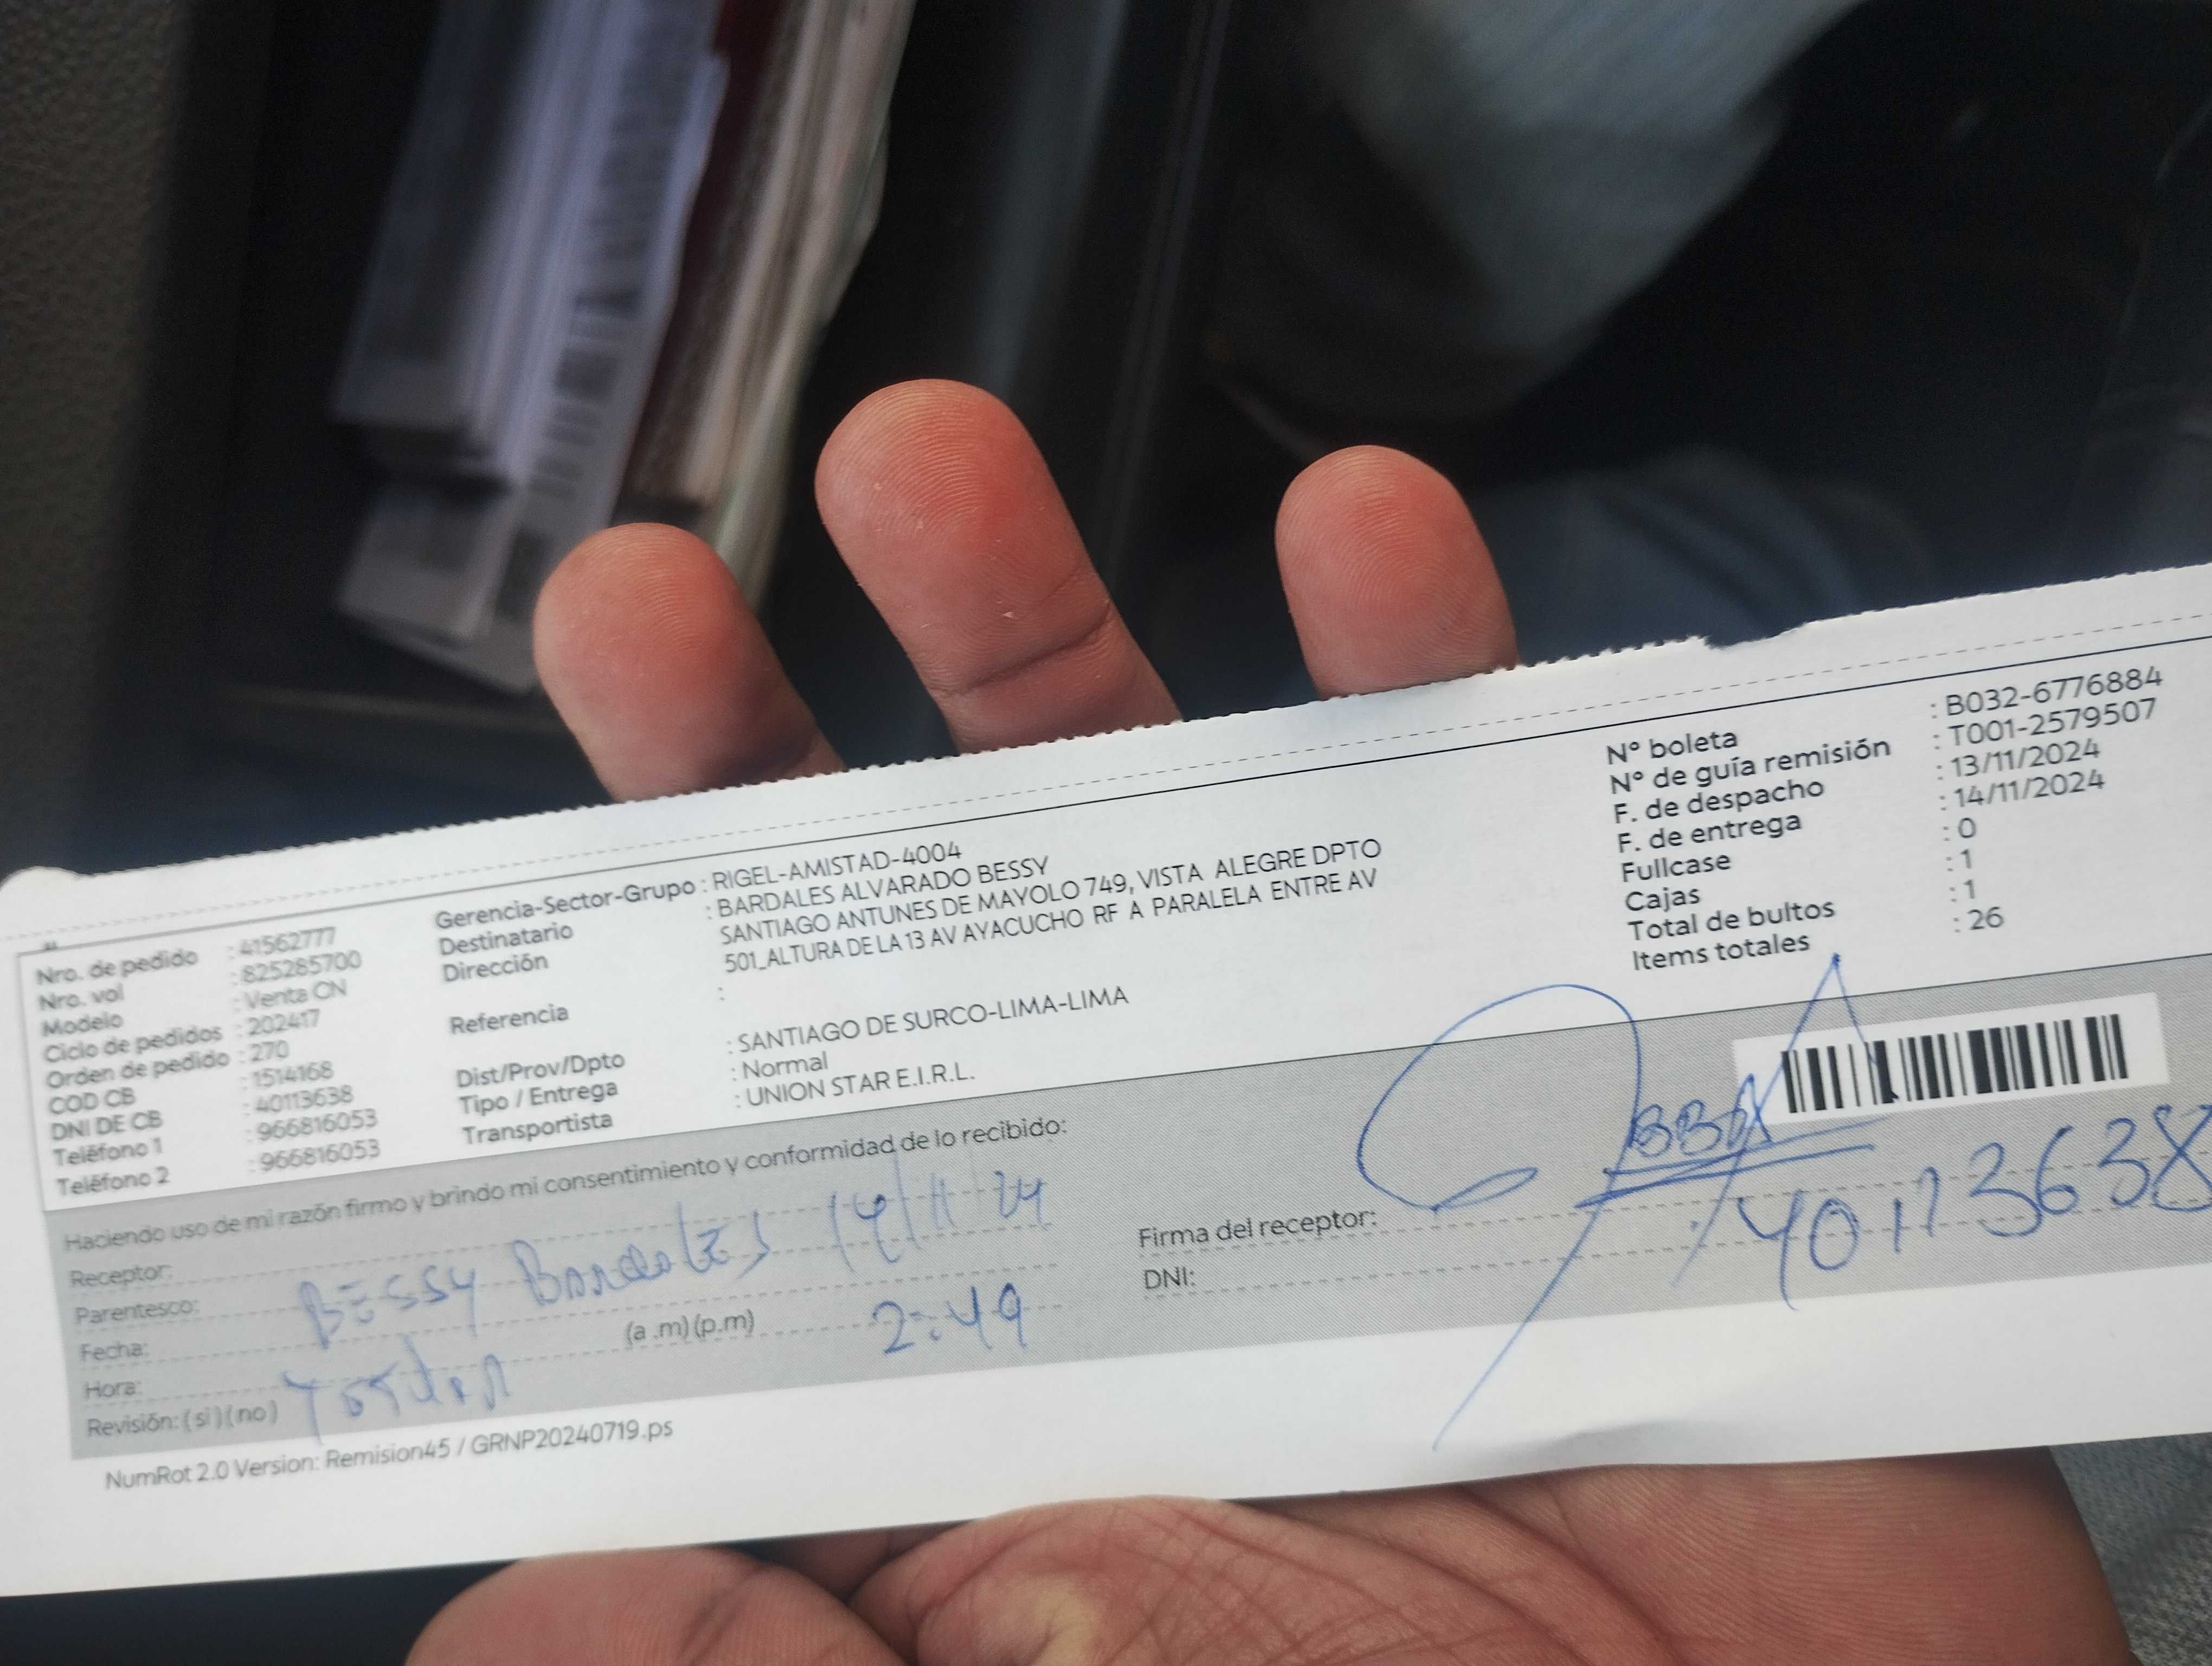 Nro. de pedido : 41562777
Nro. vol : 825285700
Modelo : Venta CN
Ciclo de pedidos : 202417
Orden de pedido : 270
COD CB : 1514168
DNI DE CB : 40113638
Teléfono 1 : 966816053
Teléfono 2 : 966816053
Gerencia-Sector-Grupo : RIGEL-AMISTAD-4004
Destinatario : BARDALES ALVARADO BESSY
Dirección SANTIAGO ANTUNES DE MAYOLO 749, VISTA ALEGRE DPTO
501_ALTURA DE LA 13 AV AYACUCHO RF A PARALELA ENTRE AV
Referencia :
Dist/Prov/Dpto : SANTIAGO DE SURCO-LIMA-LIMA
Tipo / Entrega : Normal
Transportista : UNION STAR E.I.R.L.
N° boleta : B032-6776884
N° de guía remisión : T001-2579507
F. de despacho : 13/11/2024
F. de entrega : 14/11/2024
Fullcase : 0
Cajas : 1
Total de bultos : 1
Items totales : 26
Haciendo uso de mi razón firmo y brindo mi consentimiento y conformidad de lo recibido:
Receptor:
Parentesco: BESSY Bardales 14/11/24
Fecha:
Hora: (a .m) (p.m) 2:49
Revisión: ( si ) ( no )
Firma del receptor:
DNI: 40113638
NumRot 2.0 Version: Remision45 / GRNP20240719.ps